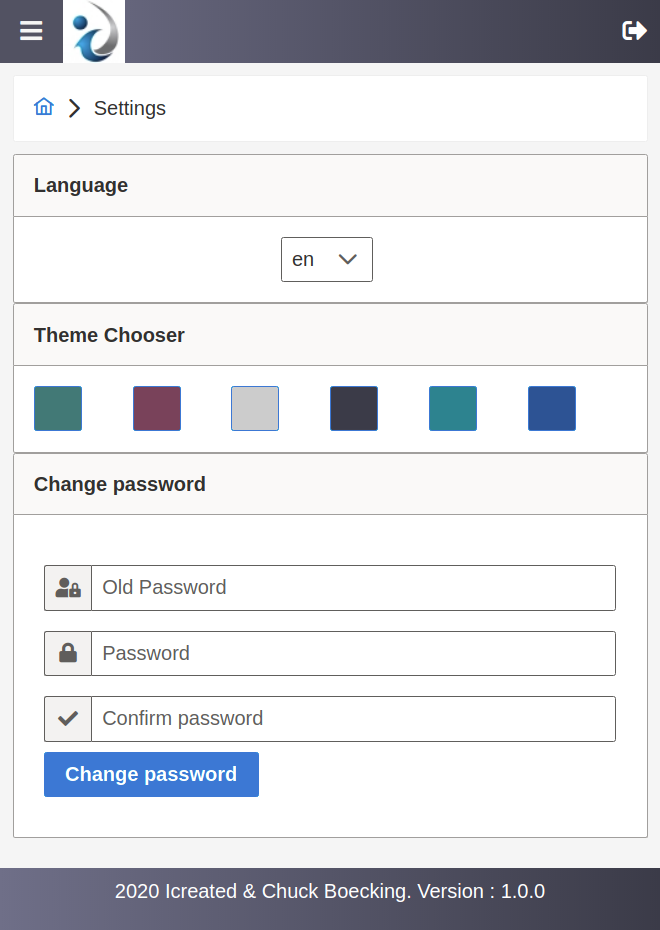 Settings
Language
en
Theme Chooser
Change password
Old Password
Password
Confirm password
Change password
2020 Icreated & Chuck Boecking. Version : 1.0.0